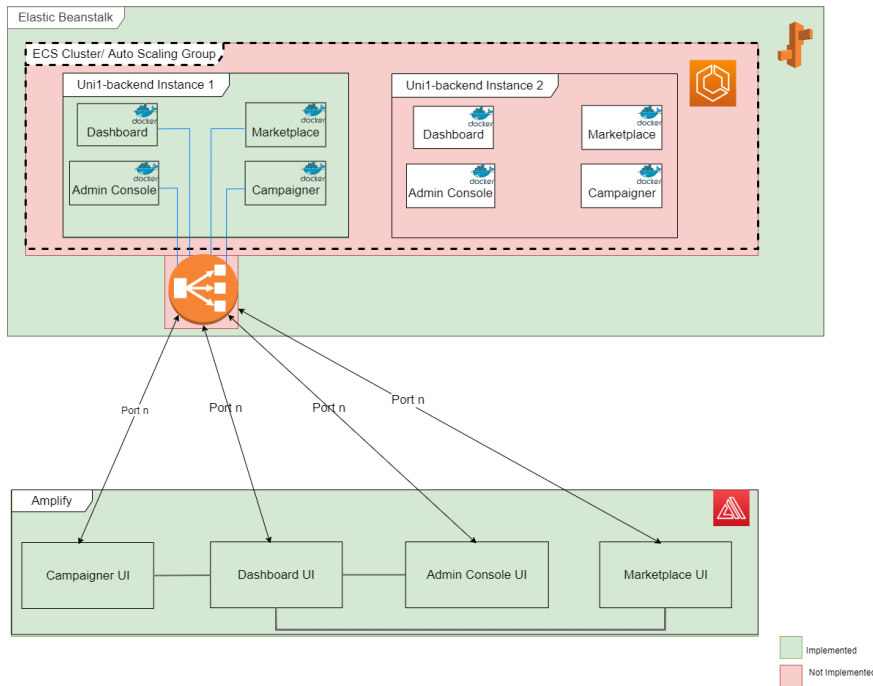 Elastic Beanstalk
ECS Cluster/ Auto Scaling Group
Uni1-backend Instance 1
Uni1-backend Instance 2
docker
Dashboard
docker
Marketplace
docker
Dashboard
docker
Marketplace
docker
Admin Console
docker
Campaigner
docker
Admin Console
docker
Campaigner
Port n
Port n
Port n
Port n
Amplify
Campaigner UI
Dashboard UI
Admin Console UI
Marketplace UI
Implemented
Not Implemented